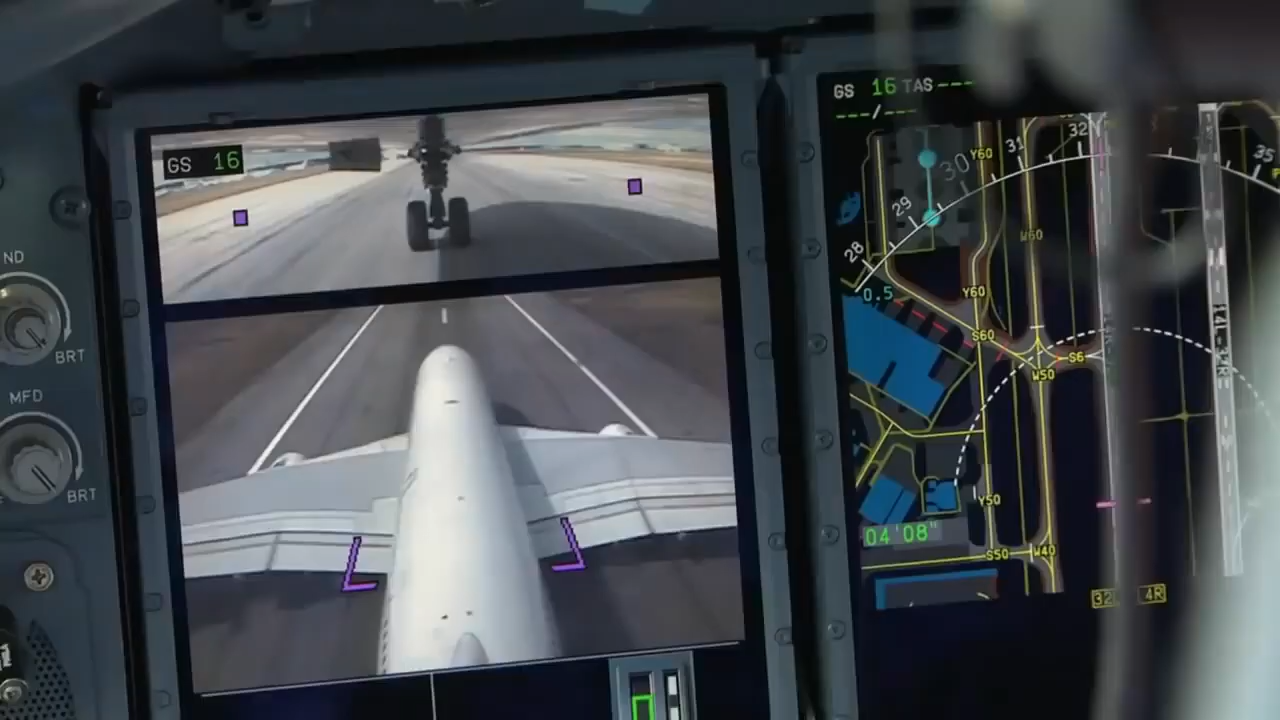 GS 16 TAS ---
---/---
GS 16
Y60
31
32
35
30
29
28
W60
ND
0.5
Y60
S60
S6
W50
BRT
MFD
BRT
Y50
04'08"
S50
W40
32L
4R